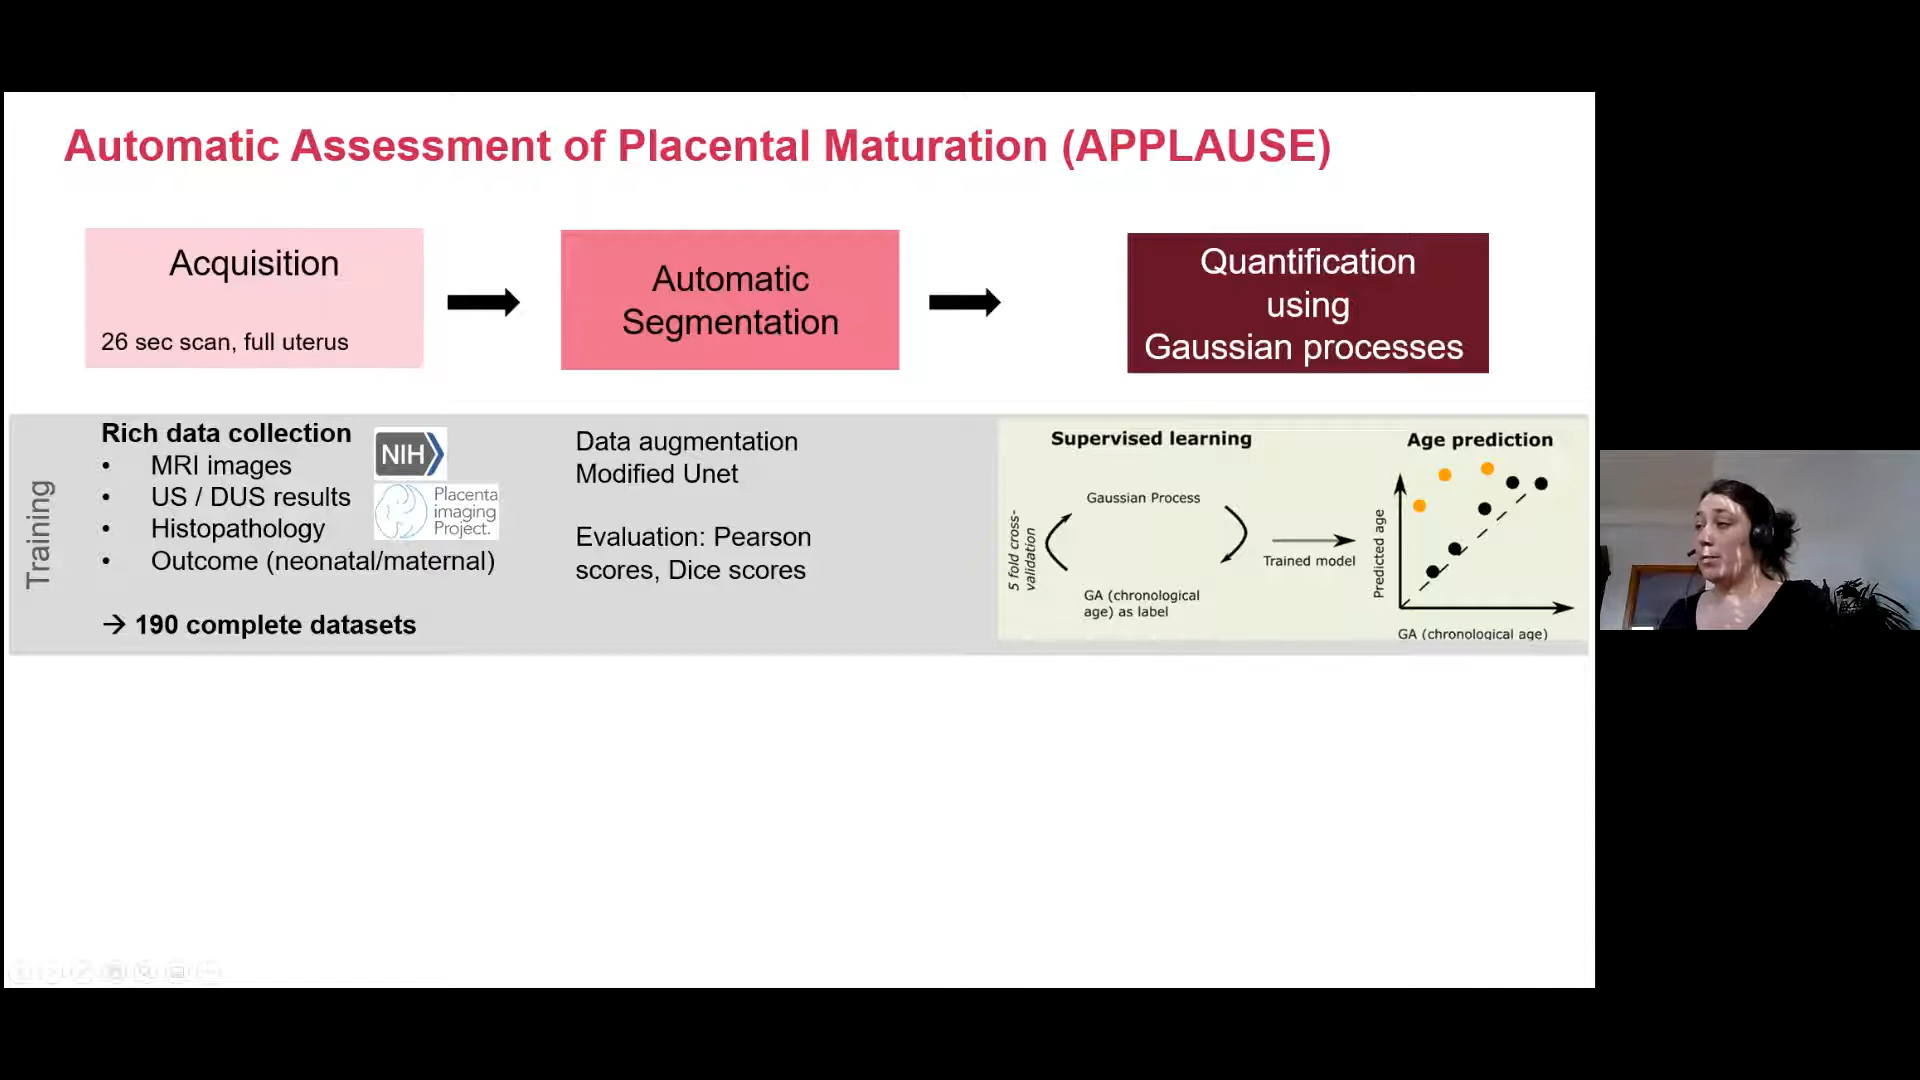 Automatic Assessment of Placental Maturation (APPLAUSE)
Acquisition
26 sec scan, full uterus
Automatic
Segmentation
Quantification
using
Gaussian processes
Training
Rich data collection
• MRI images
• US / DUS results
• Histopathology
• Outcome (neonatal/maternal)
→ 190 complete datasets
NIH
Placenta
imaging
Project.
Data augmentation
Modified Unet
Evaluation: Pearson
scores, Dice scores
Supervised learning
5 fold cross-
validation
Gaussian Process
GA (chronological
age) as label
Trained model
Age prediction
Predicted age
GA (chronological age)